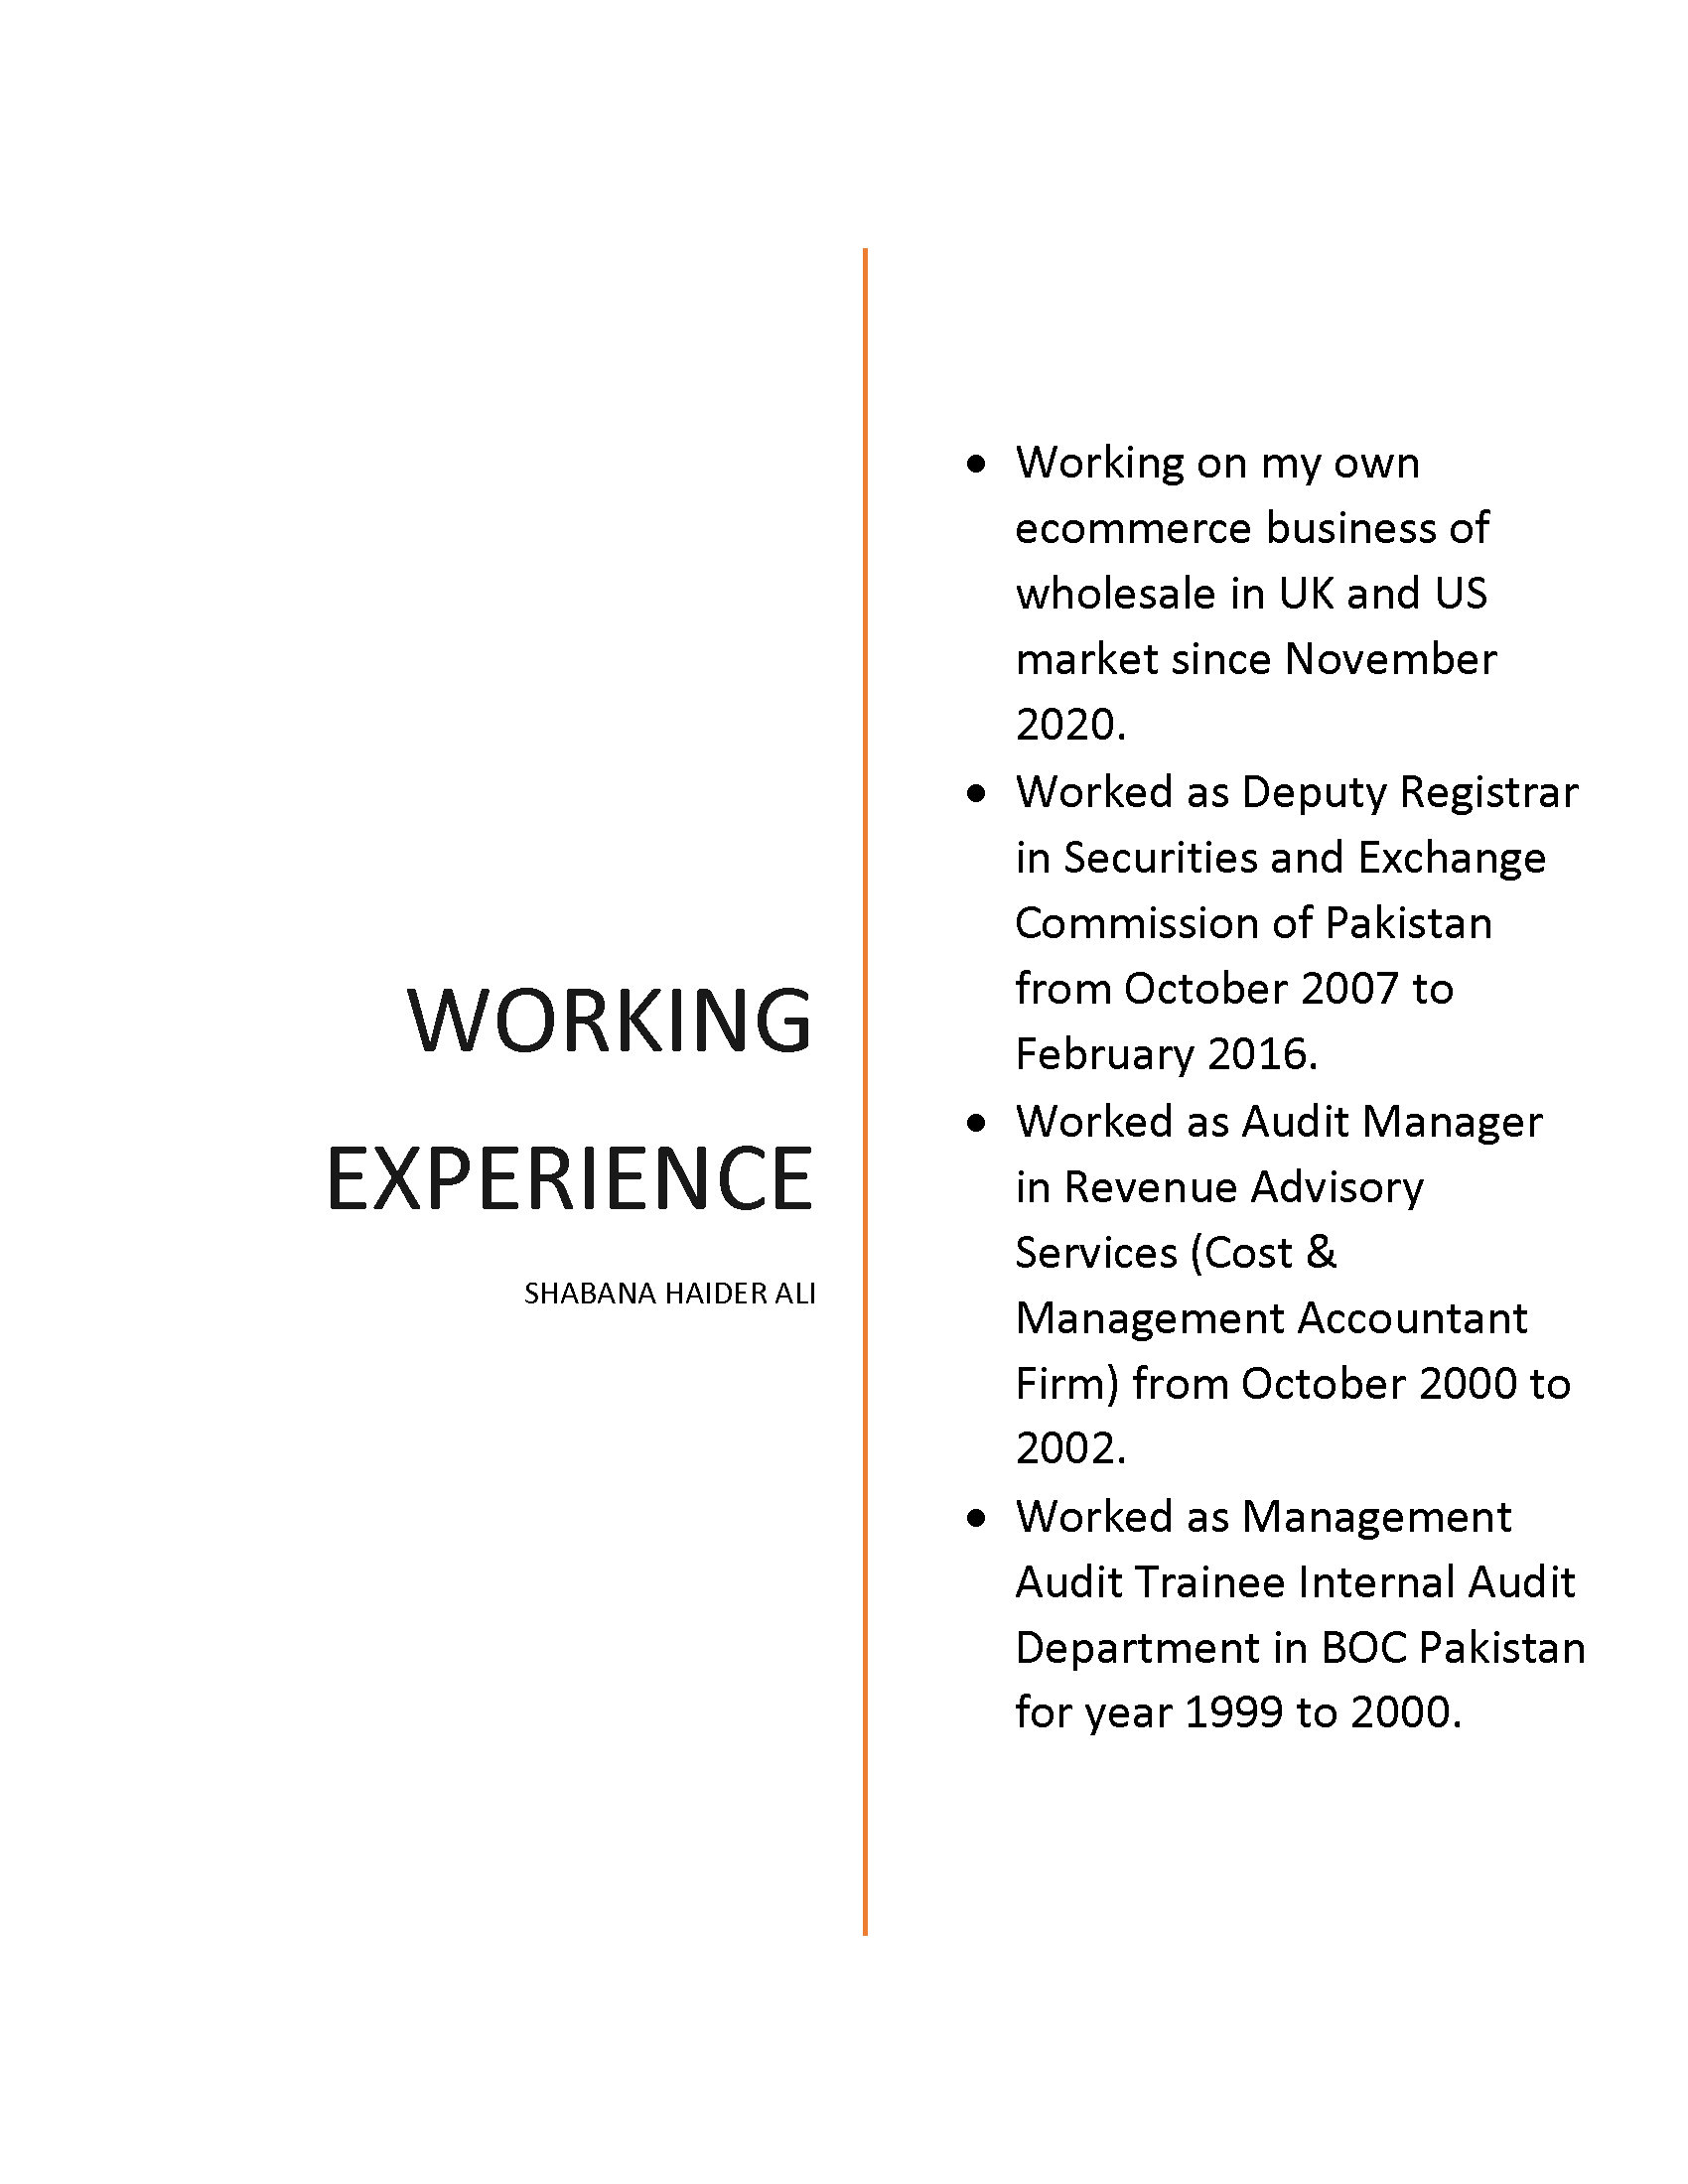 WORKING
EXPERIENCE
SHABANA HAIDER ALI
• Working on my own
ecommerce business of
wholesale in UK and US
market since November
2020.
• Worked as Deputy Registrar
in Securities and Exchange
Commission of Pakistan
from October 2007 to
February 2016.
• Worked as Audit Manager
in Revenue Advisory
Services (Cost &
Management Accountant
Firm) from October 2000 to
2002.
• Worked as Management
Audit Trainee Internal Audit
Department in BOC Pakistan
for year 1999 to 2000.